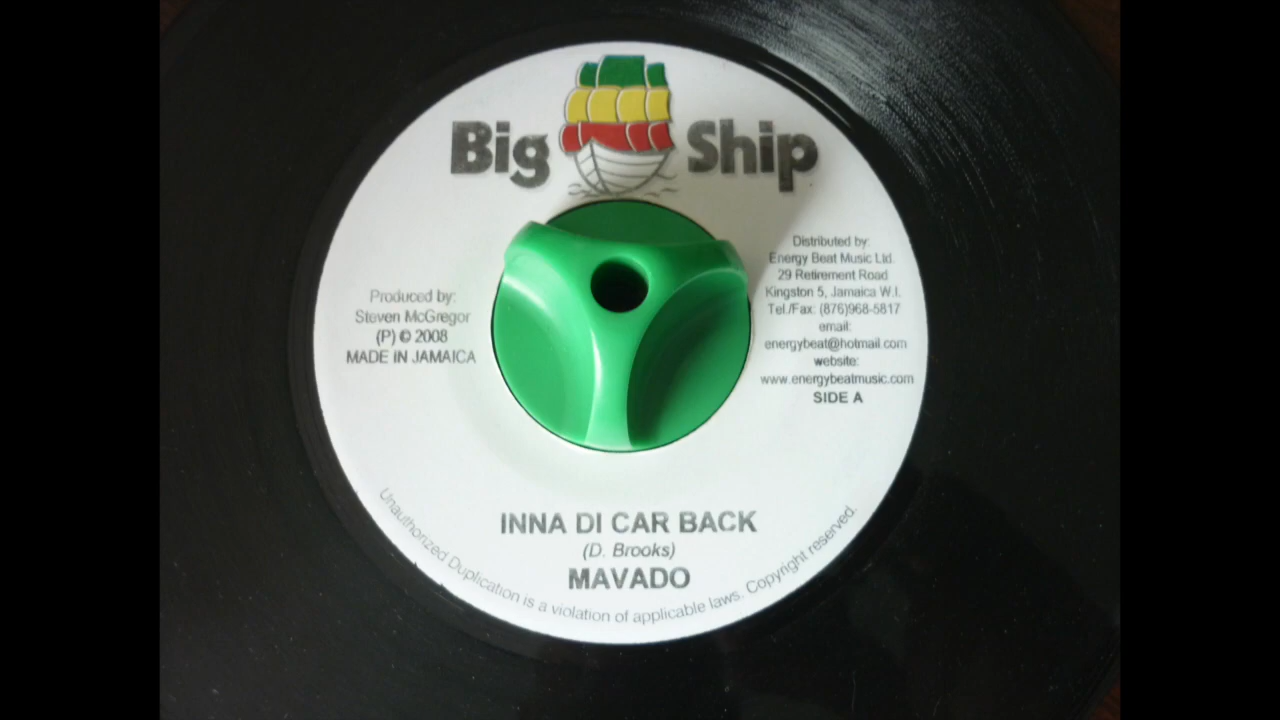 Big Ship
Produced by:
Steven McGregor
(P) © 2008
MADE IN JAMAICA
Distributed by:
Energy Beat Music Ltd.
29 Retirement Road
Kingston 5, Jamaica W.I.
Tel./Fax: (876)968-5817
email:
energybeat@hotmail.com
website:
www.energybeatmusic.com
SIDE A
INNA DI CAR BACK
(D. Brooks)
MAVADO
Unauthorized Duplication is a violation of applicable laws. Copyright reserved.